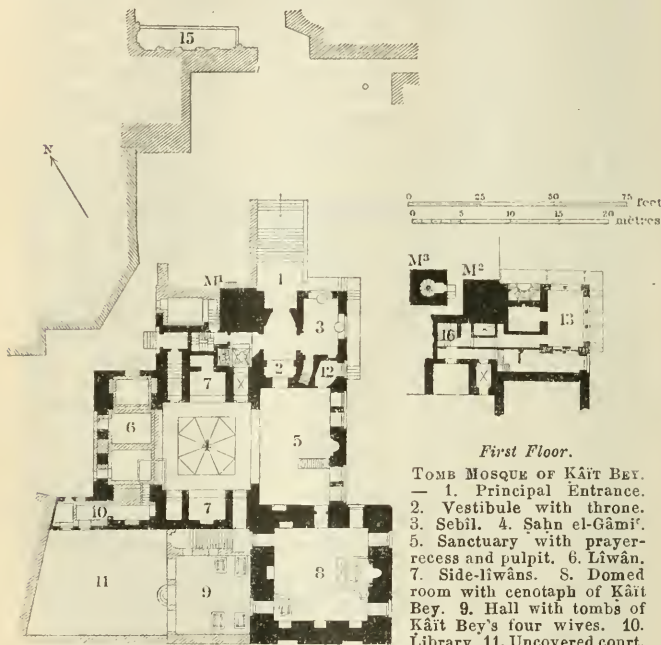 15
N
0 25 50 75 feet
0 5 10 15 20 mètres
M¹
1
M³
M²
3
13
16
2
12
7
6
4
5
First Floor.
TOMB MOSQUE OF KÂÏT BEY.
— 1. Principal Entrance.
2. Vestibule with throne.
3. Sebîl. 4. Ṣaḥn el-Gâmiʿ.
5. Sanctuary with prayer-
recess and pulpit. 6. Lîwân.
7. Side-lîwâns. 8. Domed
room with cenotaph of Kâït
Bey. 9. Hall with tombs of
Kâït Bey's four wives. 10.
Library. 11. Uncovered court.
10
7
11
9
8